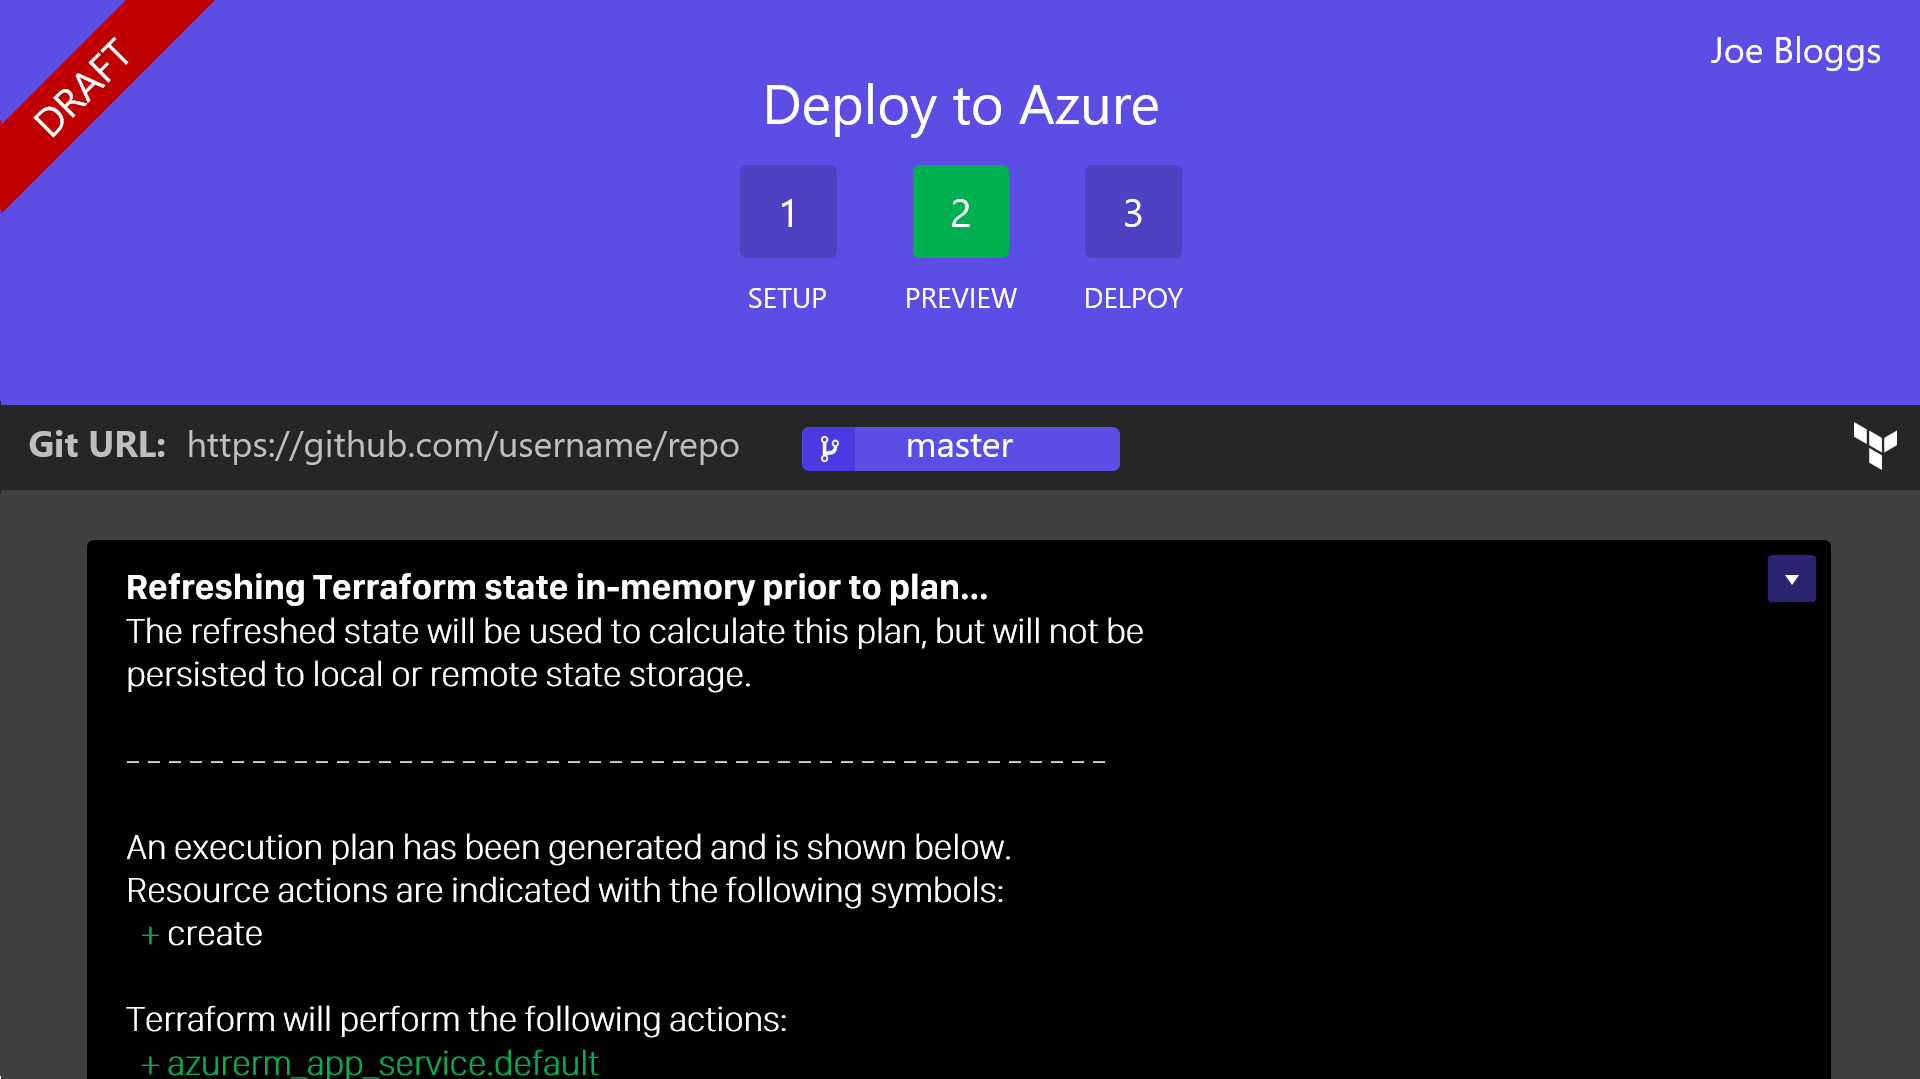 DRAFT
Joe Bloggs
Deploy to Azure
1
2
3
SETUP
PREVIEW
DELPOY
Git URL: https://github.com/username/repo
master
Refreshing Terraform state in-memory prior to plan...
The refreshed state will be used to calculate this plan, but will not be
persisted to local or remote state storage.
_ _ _ _ _ _ _ _ _ _ _ _ _ _ _ _ _ _ _ _ _ _ _ _ _ _ _ _ _ _ _ _ _ _ _ _ _ _ _ _ _ _ _ _ _ _ _
An execution plan has been generated and is shown below.
Resource actions are indicated with the following symbols:
+ create
Terraform will perform the following actions:
+ azurerm_app_service.default